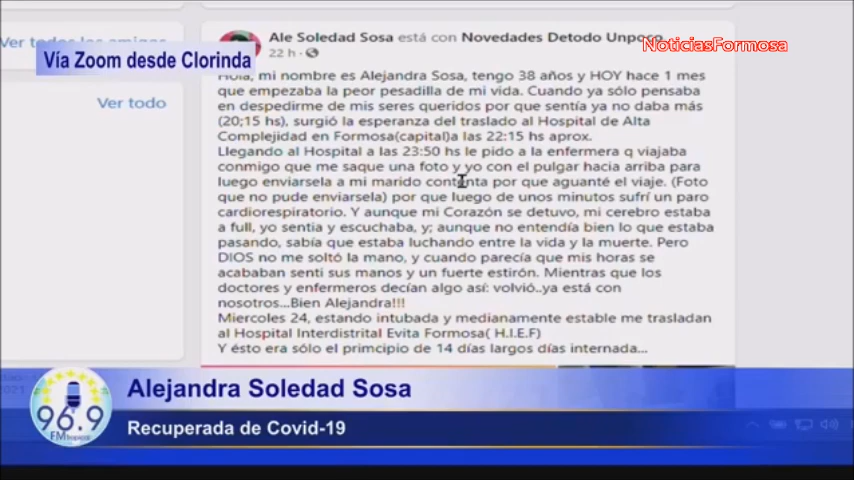 NoticiasFormosa
Vía Zoom desde Clorinda
Ver todo
Ale Soledad Sosa está con Novedades Detodo Unpoco
22 h
Hola, mi nombre es Alejandra Sosa, tengo 38 años y HOY hace 1 mes
que empezaba la peor pesadilla de mi vida. Cuando ya sólo pensaba
en despedirme de mis seres queridos por que sentía ya no daba más
(20;15 hs), surgió la esperanza del traslado al Hospital de Alta
Complejidad en Formosa(capital)a las 22:15 hs aprox.
Llegando al Hospital a las 23:50 hs le pido a la enfermera q viajaba
conmigo que me saque una foto y yo con el pulgar hacia arriba para
luego enviarsela a mi marido contenta por que aguanté el viaje. (Foto
que no pude enviarsela) por que luego de unos minutos sufrí un paro
cardiorespiratorio. Y aunque mi Corazón se detuvo, mi cerebro estaba
a full, yo sentia y escuchaba, y; aunque no entendía bien lo que estaba
pasando, sabía que estaba luchando entre la vida y la muerte. Pero
DIOS no me soltó la mano, y cuando parecía que mis horas se
acababan senti sus manos y un fuerte estirón. Mientras que los
doctores y enfermeros decían algo así: volvió..ya está con
nosotros...Bien Alejandra!!!
Miercoles 24, estando intubada y medianamente estable me trasladan
al Hospital Interdistrital Evita Formosa( H.I.E.F)
Y ésto era sólo el primcipio de 14 días largos días internada...
Alejandra Soledad Sosa
96.9
Recuperada de Covid-19